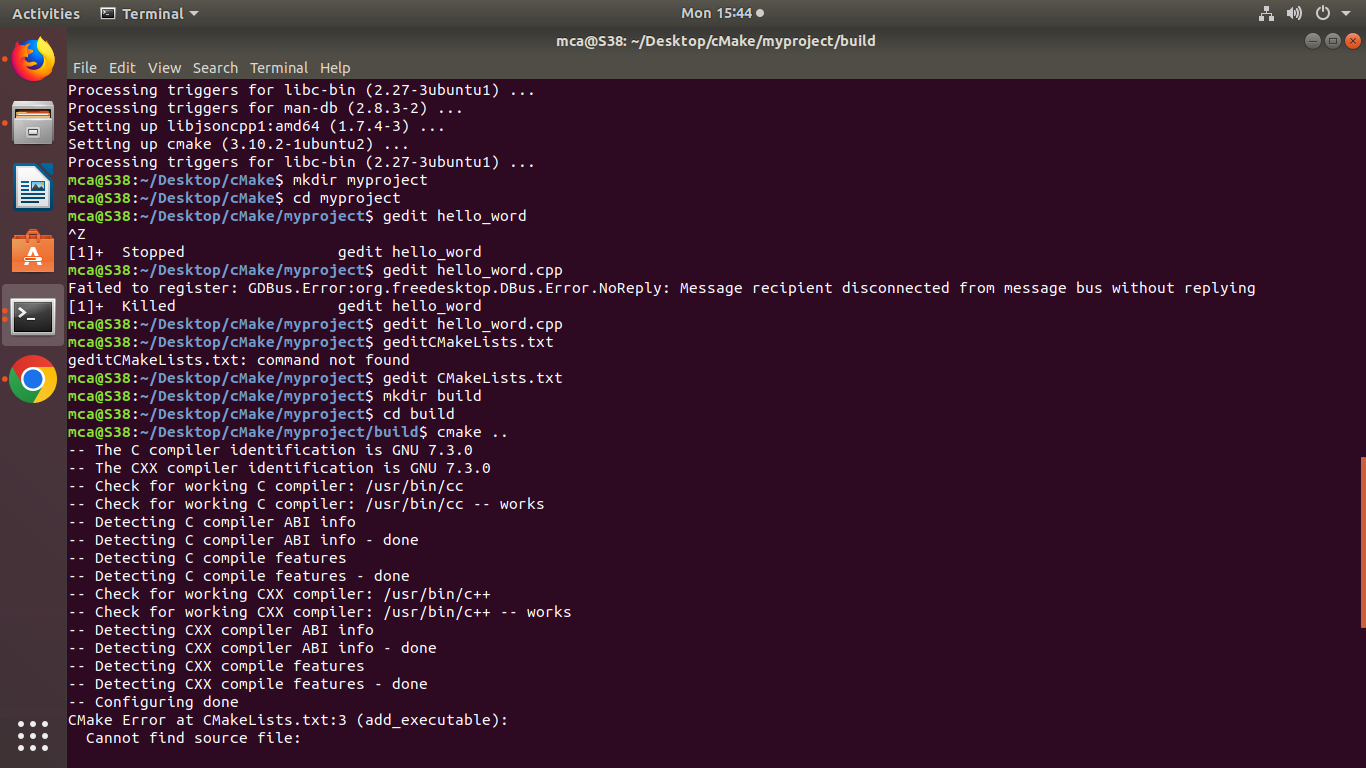 Activities Terminal Mon 15:44
mca@S38: ~/Desktop/cMake/myproject/build
File Edit View Search Terminal Help
Processing triggers for libc-bin (2.27-3ubuntu1) ...
Processing triggers for man-db (2.8.3-2) ...
Setting up libjsoncpp1:amd64 (1.7.4-3) ...
Setting up cmake (3.10.2-1ubuntu2) ...
Processing triggers for libc-bin (2.27-3ubuntu1) ...
mca@S38:~/Desktop/cMake$ mkdir myproject
mca@S38:~/Desktop/cMake$ cd myproject
mca@S38:~/Desktop/cMake/myproject$ gedit hello_word
^Z
[1]+  Stopped                 gedit hello_word
mca@S38:~/Desktop/cMake/myproject$ gedit hello_word.cpp
Failed to register: GDBus.Error:org.freedesktop.DBus.Error.NoReply: Message recipient disconnected from message bus without replying
[1]+  Killed                  gedit hello_word
mca@S38:~/Desktop/cMake/myproject$ gedit hello_word.cpp
mca@S38:~/Desktop/cMake/myproject$ geditCMakeLists.txt
geditCMakeLists.txt: command not found
mca@S38:~/Desktop/cMake/myproject$ gedit CMakeLists.txt
mca@S38:~/Desktop/cMake/myproject$ mkdir build
mca@S38:~/Desktop/cMake/myproject$ cd build
mca@S38:~/Desktop/cMake/myproject/build$ cmake ..
-- The C compiler identification is GNU 7.3.0
-- The CXX compiler identification is GNU 7.3.0
-- Check for working C compiler: /usr/bin/cc
-- Check for working C compiler: /usr/bin/cc -- works
-- Detecting C compiler ABI info
-- Detecting C compiler ABI info - done
-- Detecting C compile features
-- Detecting C compile features - done
-- Check for working CXX compiler: /usr/bin/c++
-- Check for working CXX compiler: /usr/bin/c++ -- works
-- Detecting CXX compiler ABI info
-- Detecting CXX compiler ABI info - done
-- Detecting CXX compile features
-- Detecting CXX compile features - done
-- Configuring done
CMake Error at CMakeLists.txt:3 (add_executable):
  Cannot find source file: